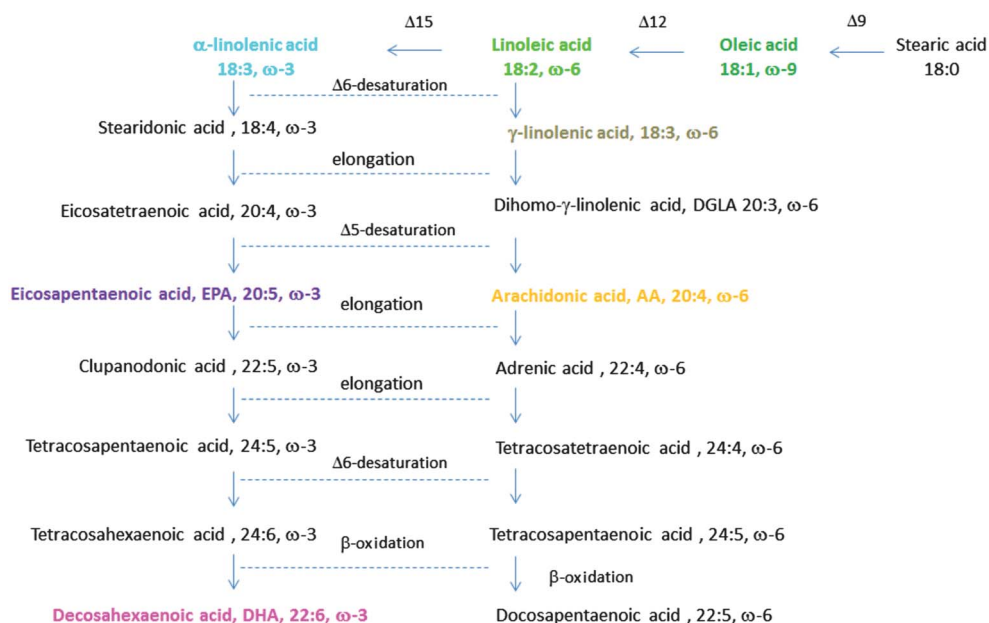 Δ15
Δ12
Δ9
α-linolenic acid
18:3, ω-3
Linoleic acid
18:2, ω-6
Oleic acid
18:1, ω-9
Stearic acid
18:0
Δ6-desaturation
Stearidonic acid , 18:4, ω-3
γ-linolenic acid, 18:3, ω-6
elongation
Eicosatetraenoic acid, 20:4, ω-3
Dihomo-γ-linolenic acid, DGLA 20:3, ω-6
Δ5-desaturation
Eicosapentaenoic acid, EPA, 20:5, ω-3
Arachidonic acid, AA, 20:4, ω-6
elongation
Clupanodonic acid , 22:5, ω-3
Adrenic acid , 22:4, ω-6
elongation
Tetracosapentaenoic acid, 24:5, ω-3
Tetracosatetraenoic acid , 24:4, ω-6
Δ6-desaturation
Tetracosahexaenoic acid , 24:6, ω-3
Tetracosapentaenoic acid , 24:5, ω-6
β-oxidation
β-oxidation
Decosahexaenoic acid, DHA, 22:6, ω-3
Docosapentaenoic acid , 22:5, ω-6